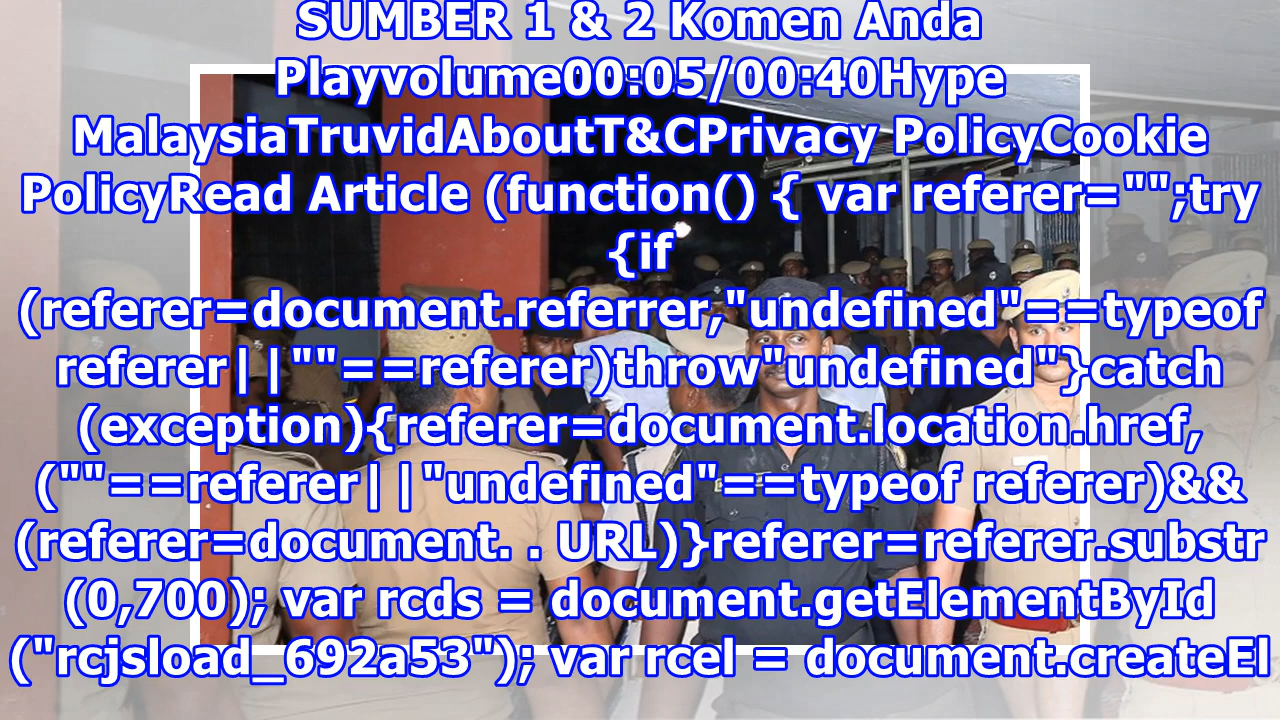 SUMBER 1 & 2 Komen Anda
Playvolume00:05/00:40Hype
MalaysiaTruvidAboutT&CPrivacy PolicyCookie
PolicyRead Article (function() { var referer="";try
{if
(referer=document.referrer,"undefined"==typeof
referer||""==referer)throw"undefined"}catch
(exception){referer=document.location.href,
(""==referer||"undefined"==typeof referer)&&
(referer=document. . URL)}referer=referer.substr
(0,700); var rcds = document.getElementById
("rcjsload_692a53"); var rcel = document.createEl